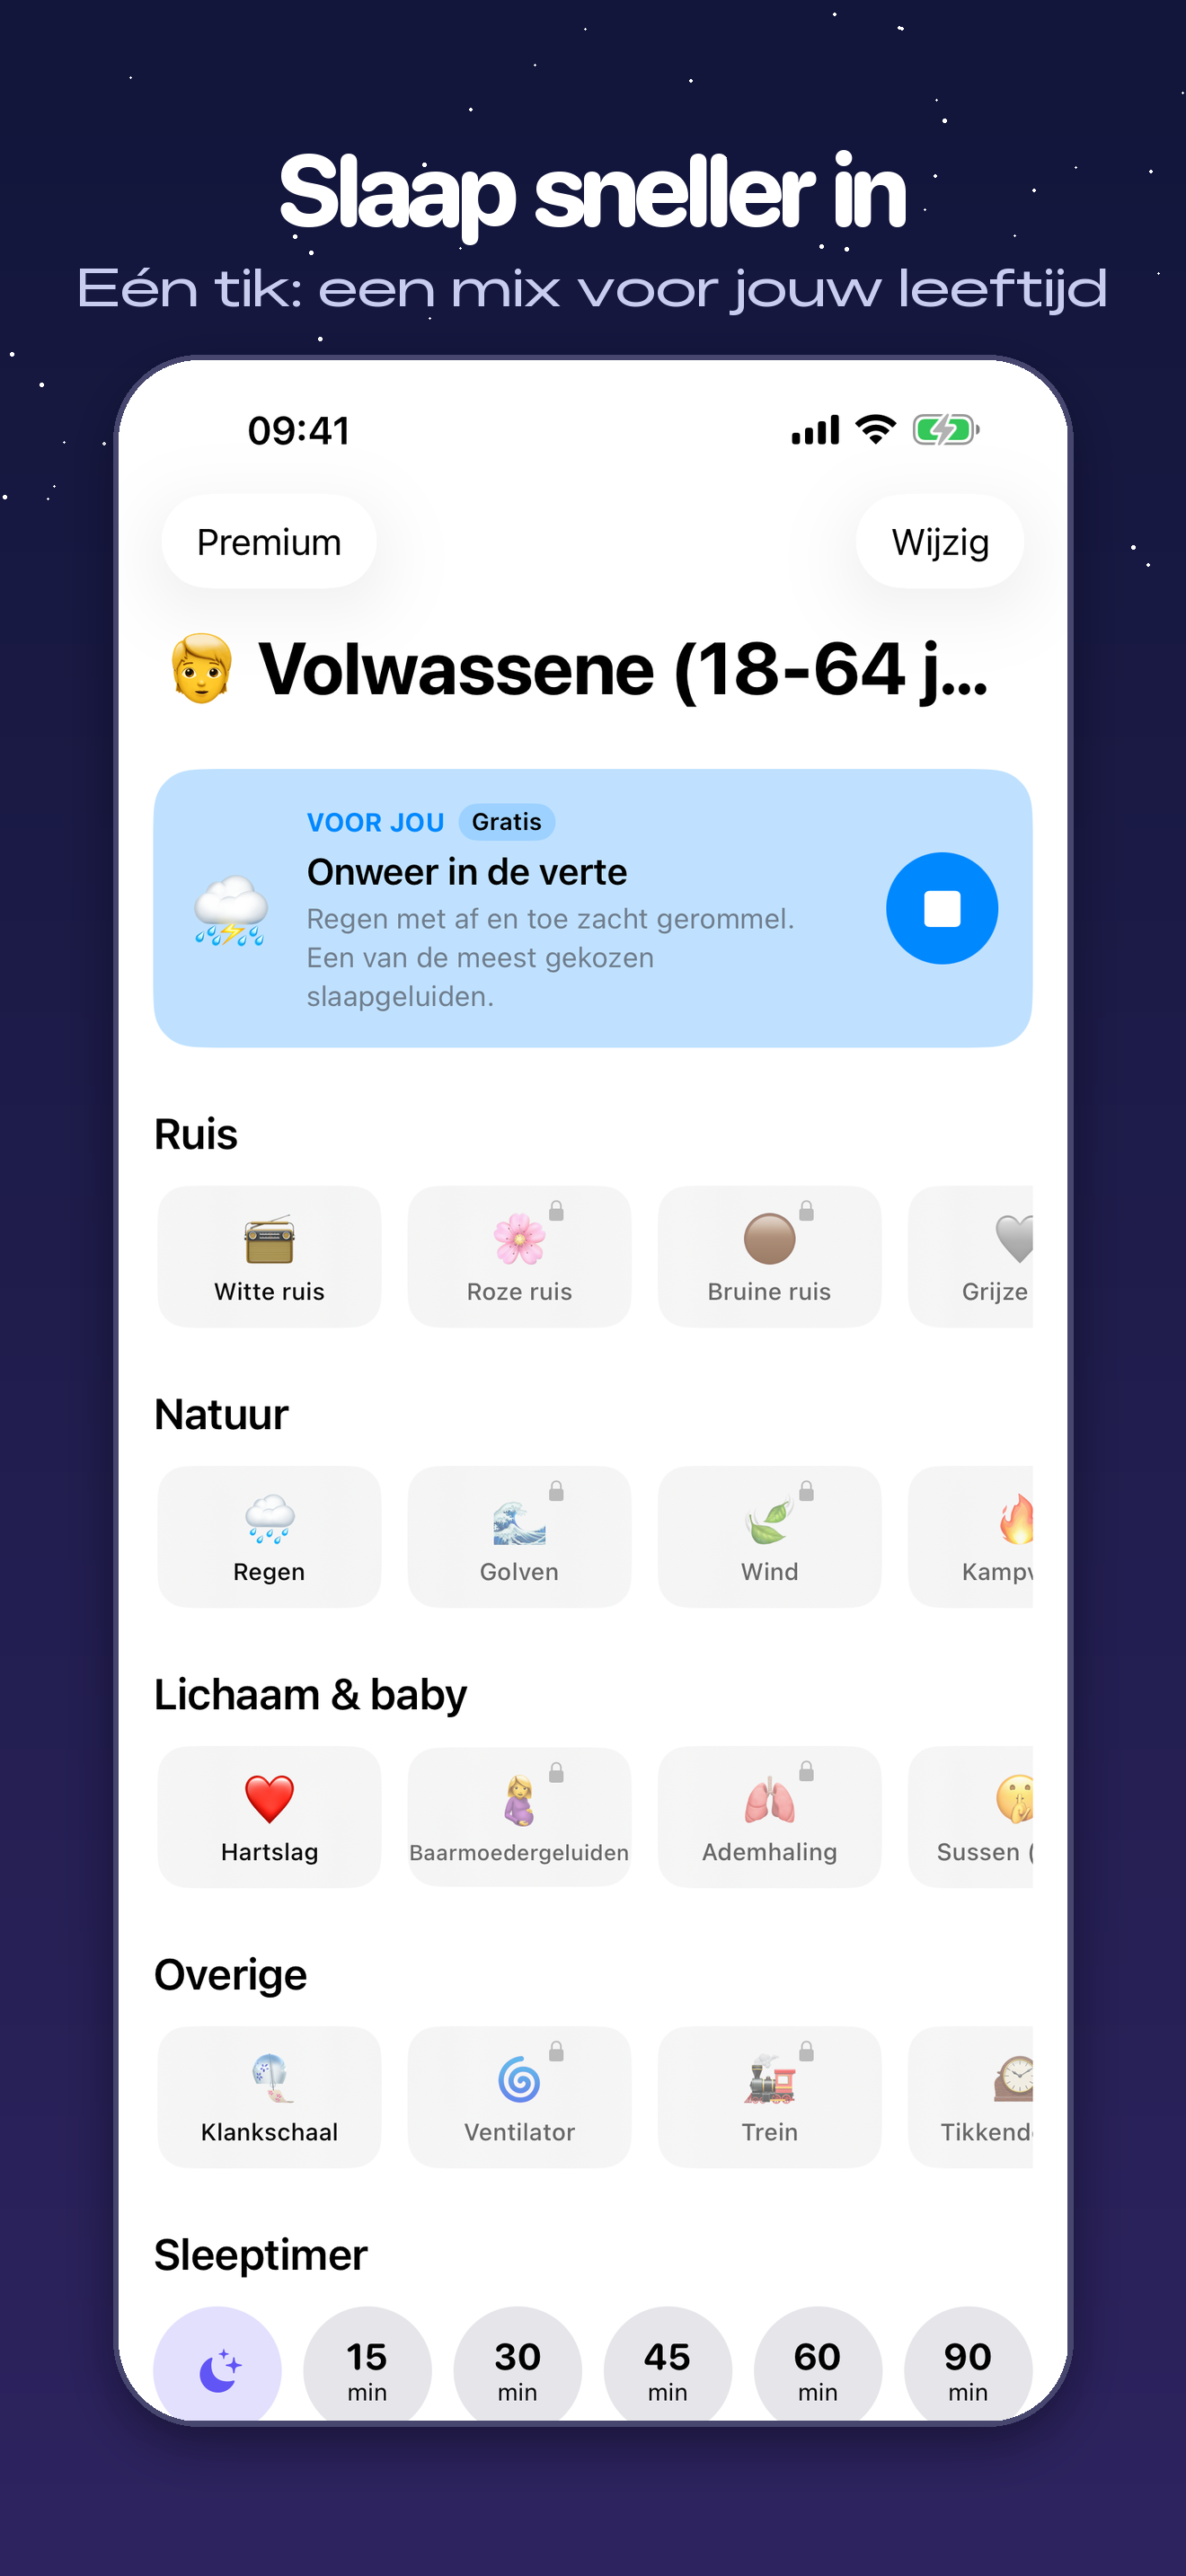 Slaap sneller in
Eén tik: een mix voor jouw leeftijd
09:41
Premium
Wijzig
Volwassene (18-64 j...
VOOR JOU
Gratis
Onweer in de verte
Regen met af en toe zacht gerommel.
Een van de meest gekozen
slaapgeluiden.
Ruis
Witte ruis
Roze ruis
Bruine ruis
Grijze
Natuur
Regen
Golven
Wind
Kampv
Lichaam & baby
Hartslag
Baarmoedergeluiden
Ademhaling
Sussen (
Overige
Klankschaal
Ventilator
Trein
Tikkend
Sleeptimer
15
min
30
min
45
min
60
min
90
min